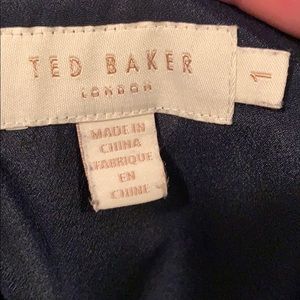 TED BAKER
LONDON
1
MADE IN
CHINA
FABRIQUE
EN
CHINE